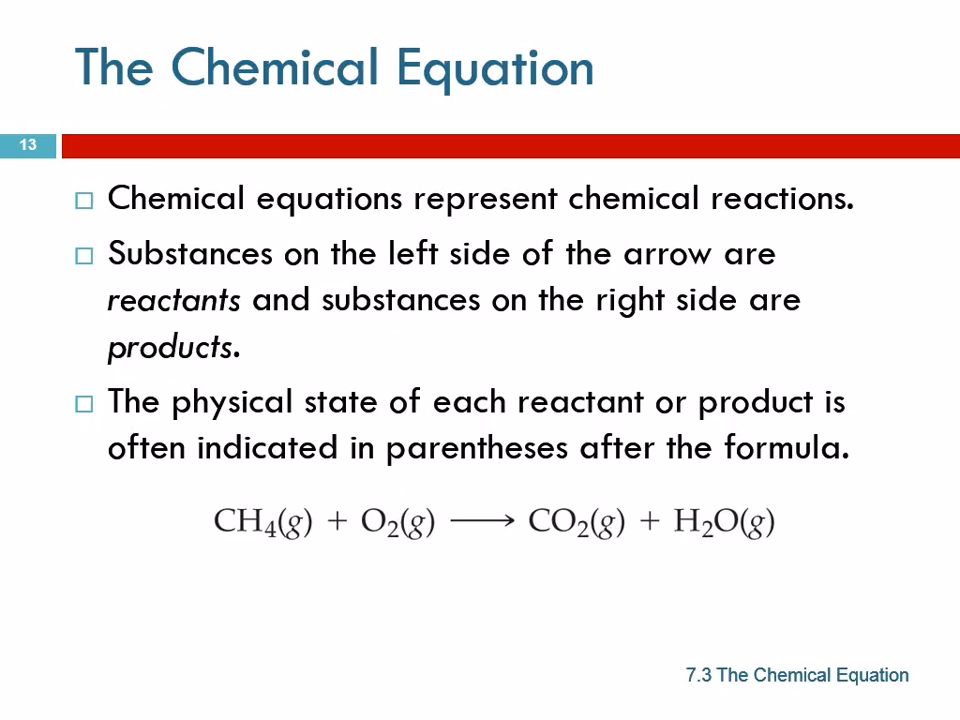 The Chemical Equation
13
Chemical equations represent chemical reactions.
Substances on the left side of the arrow are
reactants and substances on the right side are
products.
The physical state of each reactant or product is
often indicated in parentheses after the formula.
CH₄(g) + O₂(g) ⟶ CO₂(g) + H₂O(g)
7.3 The Chemical Equation